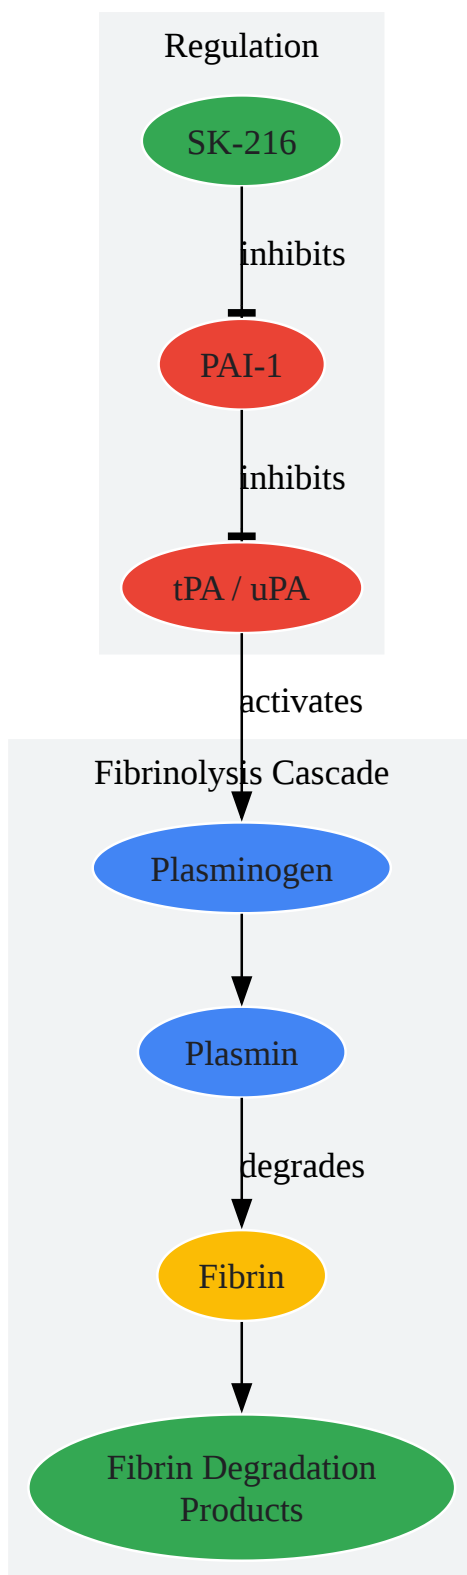 Regulation
SK-216
inhibits
PAI-1
inhibits
tPA / uPA
activates
Fibrinolysis Cascade
Plasminogen
Plasmin
degrades
Fibrin
Fibrin Degradation
Products